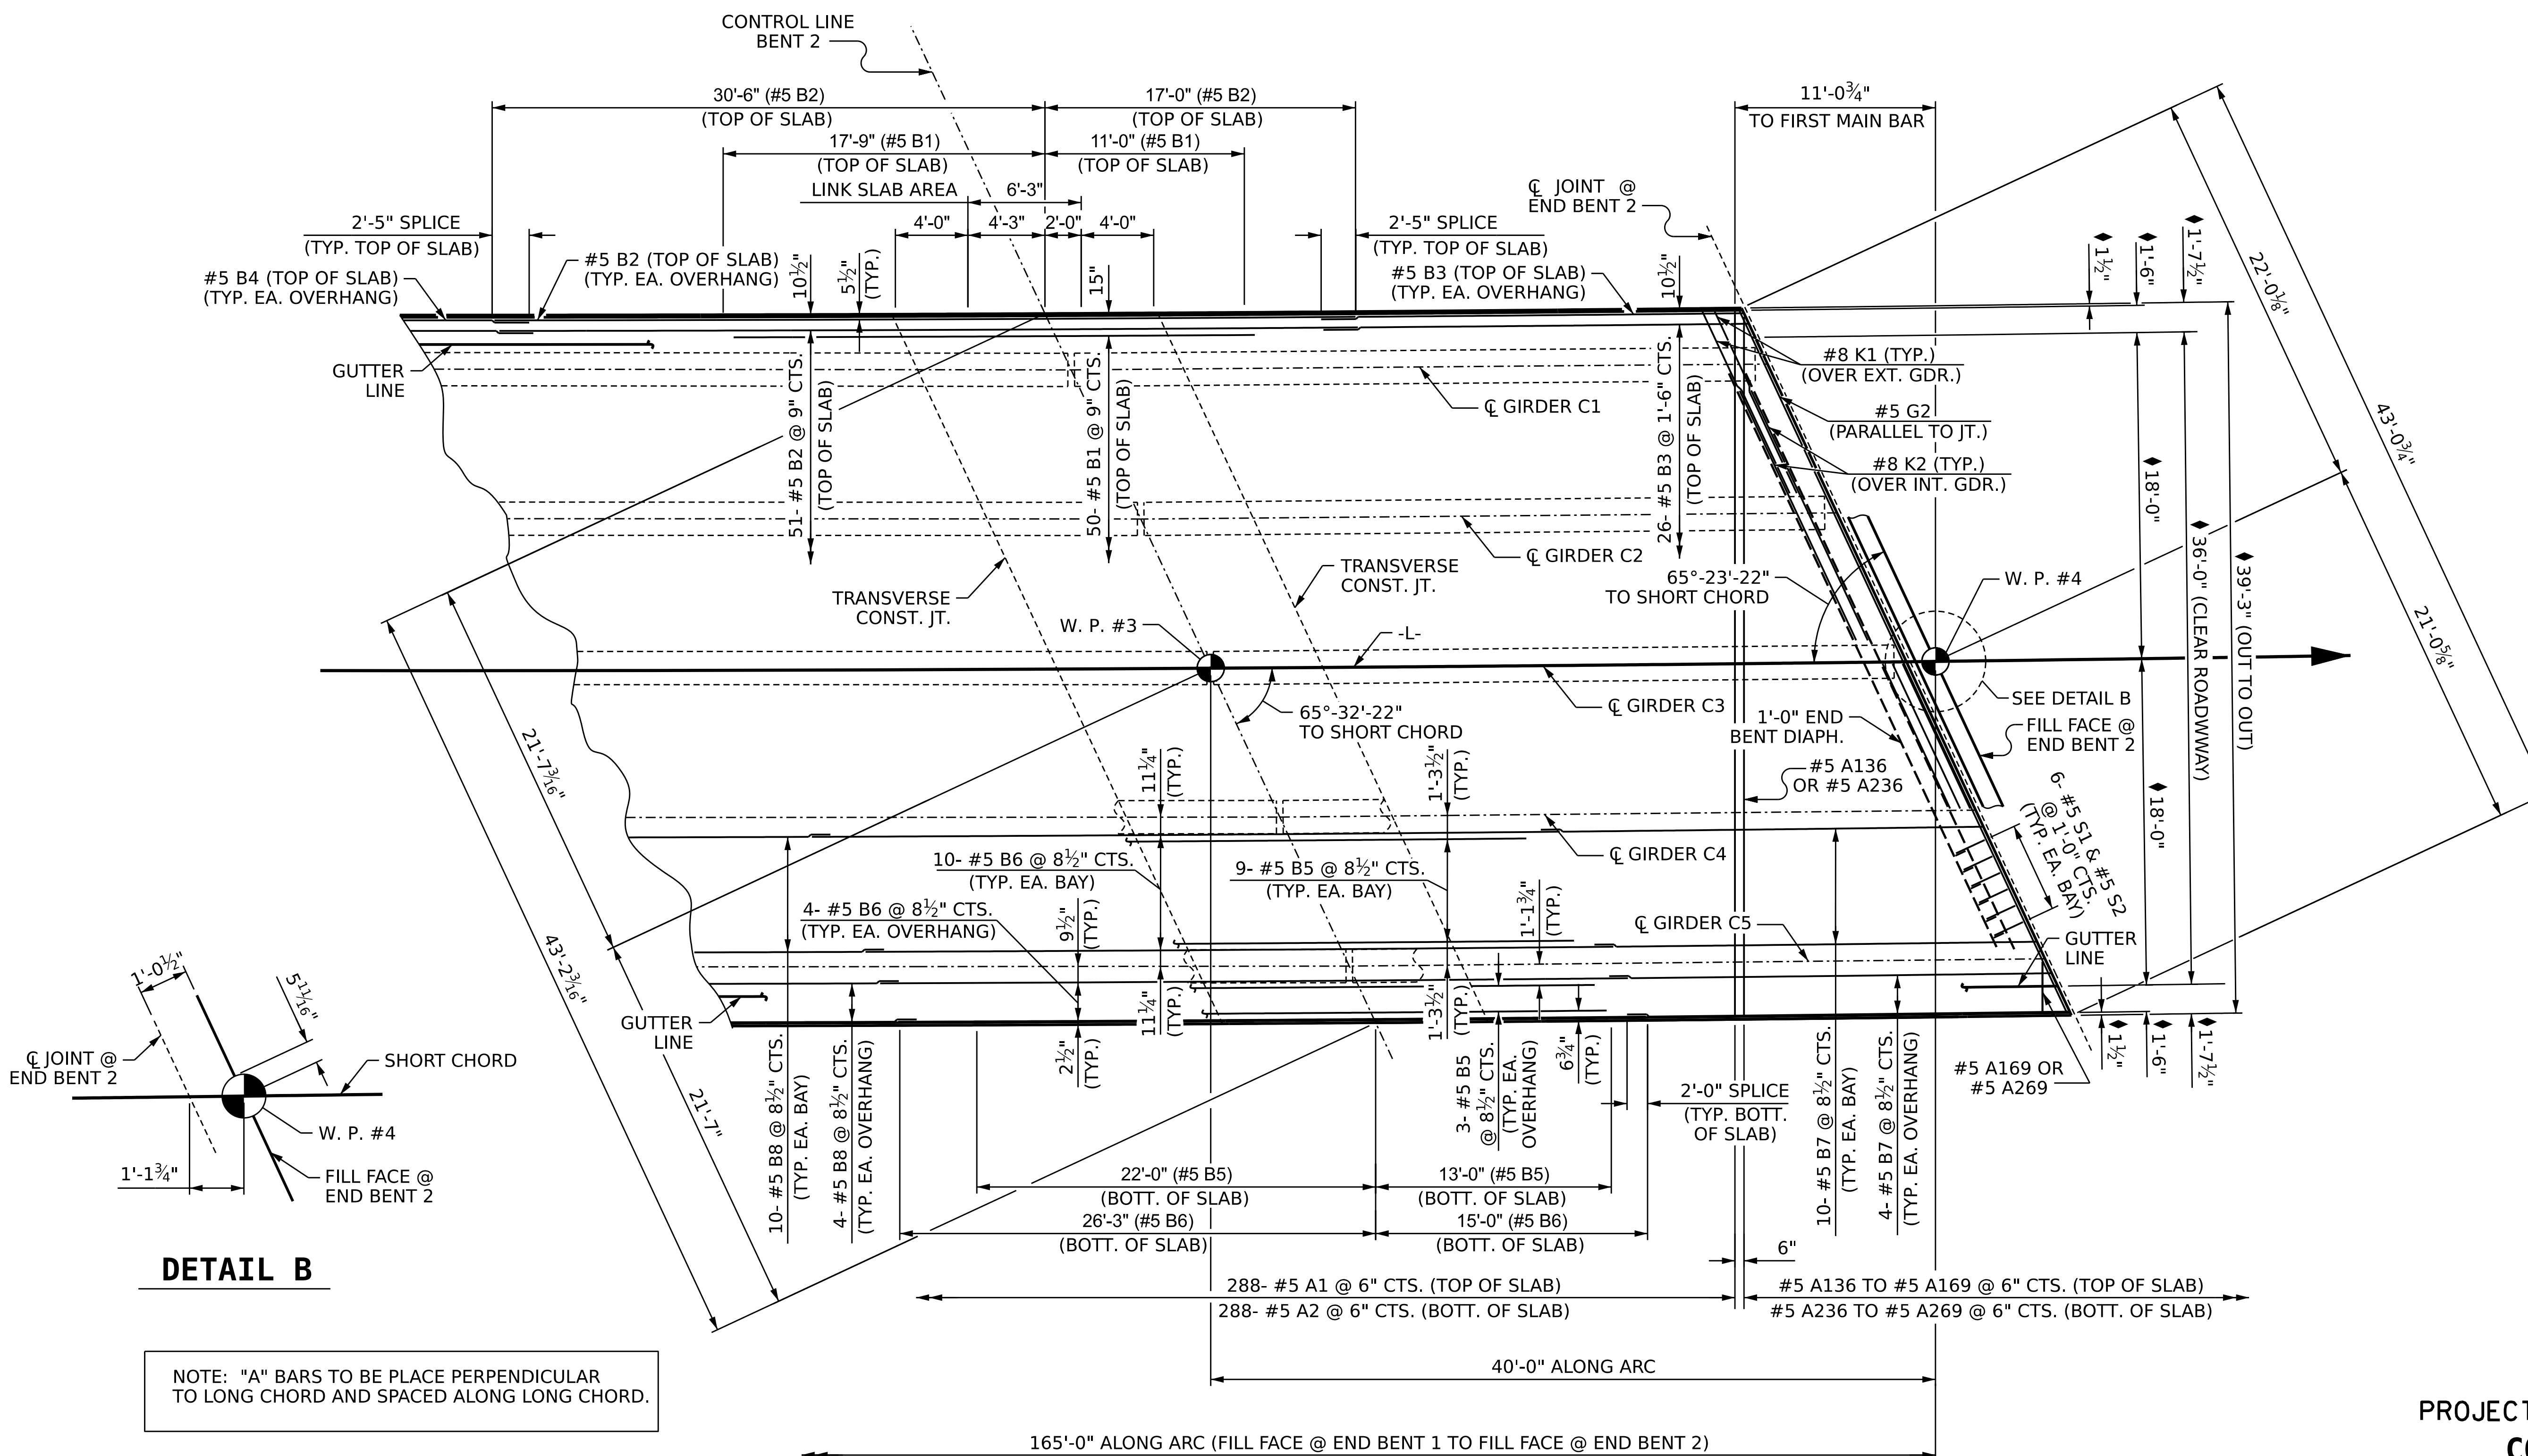 CONTROL LINE
BENT 2
30'-6" (#5 B2)
(TOP OF SLAB)
17'-0" (#5 B2)
(TOP OF SLAB)
17'-9" (#5 B1)
(TOP OF SLAB)
11'-0" (#5 B1)
(TOP OF SLAB)
LINK SLAB AREA
6'-3"
4'-0"
4'-3"
2'-0"
4'-0"
11'-0¾"
TO FIRST MAIN BAR
2'-5" SPLICE
(TYP. TOP OF SLAB)
#5 B4 (TOP OF SLAB)
(TYP. EA. OVERHANG)
#5 B2 (TOP OF SLAB)
(TYP. EA. OVERHANG)
10½"
5½"
(TYP.)
15"
2'-5" SPLICE
(TYP. TOP OF SLAB)
#5 B3 (TOP OF SLAB)
(TYP. EA. OVERHANG)
℄ JOINT @
END BENT 2
10½"
♦1½"
♦1'-6"
♦1'-7½"
22'-0⅛"
43'-0¾"
21'-0⅝"
GUTTER
LINE
51- #5 B2 @ 9" CTS.
(TOP OF SLAB)
50- #5 B1 @ 9" CTS.
(TOP OF SLAB)
26- #5 B3 @ 1'-6" CTS.
(TOP OF SLAB)
℄ GIRDER C1
#8 K1 (TYP.)
(OVER EXT. GDR.)
#5 G2
(PARALLEL TO JT.)
#8 K2 (TYP.)
(OVER INT. GDR.)
℄ GIRDER C2
TRANSVERSE
CONST. JT.
TRANSVERSE
CONST. JT.
65°-23'-22"
TO SHORT CHORD
W. P. #4
♦18'-0"
♦36'-0" (CLEAR ROADWWAY)
♦39'-3" (OUT TO OUT)
W. P. #3
-L-
65°-32'-22"
TO SHORT CHORD
℄ GIRDER C3
SEE DETAIL B
1'-0" END
BENT DIAPH.
FILL FACE @
END BENT 2
#5 A136
OR #5 A236
♦18'-0"
6- #5 S1 & #5 S2
@ 1'-0" CTS.
(TYP. EA. BAY)
21'-7³⁄₁₆"
43'-2³⁄₁₆"
21'-7"
11¼"
(TYP.)
1'-3½"
(TYP.)
10- #5 B6 @ 8½" CTS.
(TYP. EA. BAY)
9- #5 B5 @ 8½" CTS.
(TYP. EA. BAY)
℄ GIRDER C4
4- #5 B6 @ 8½" CTS.
(TYP. EA. OVERHANG)
9½"
(TYP.)
1'-1¾"
(TYP.)
℄ GIRDER C5
GUTTER
LINE
GUTTER
LINE
11¼"
(TYP.)
1'-3½"
(TYP.)
2½"
(TYP.)
6¾"
(TYP.)
3- #5 B5
@ 8½" CTS.
(TYP. EA.
OVERHANG)
2'-0" SPLICE
(TYP. BOTT.
OF SLAB)
#5 A169 OR
#5 A269
♦1½"
♦1'-6"
♦1'-7½"
10- #5 B8 @ 8½" CTS.
(TYP. EA. BAY)
4- #5 B8 @ 8½" CTS.
(TYP. EA. OVERHANG)
10- #5 B7 @ 8½" CTS.
(TYP. EA. BAY)
4- #5 B7 @ 8½" CTS.
(TYP. EA. OVERHANG)
22'-0" (#5 B5)
(BOTT. OF SLAB)
13'-0" (#5 B5)
(BOTT. OF SLAB)
26'-3" (#5 B6)
(BOTT. OF SLAB)
15'-0" (#5 B6)
(BOTT. OF SLAB)
6"
288- #5 A1 @ 6" CTS. (TOP OF SLAB)
288- #5 A2 @ 6" CTS. (BOTT. OF SLAB)
#5 A136 TO #5 A169 @ 6" CTS. (TOP OF SLAB)
#5 A236 TO #5 A269 @ 6" CTS. (BOTT. OF SLAB)
40'-0" ALONG ARC
165'-0" ALONG ARC (FILL FACE @ END BENT 1 TO FILL FACE @ END BENT 2)
1'-0½"
5¹¹⁄₁₆"
℄ JOINT @
END BENT 2
SHORT CHORD
W. P. #4
1'-1¾"
FILL FACE @
END BENT 2
DETAIL B
NOTE: "A" BARS TO BE PLACE PERPENDICULAR
TO LONG CHORD AND SPACED ALONG LONG CHORD.
PROJECT